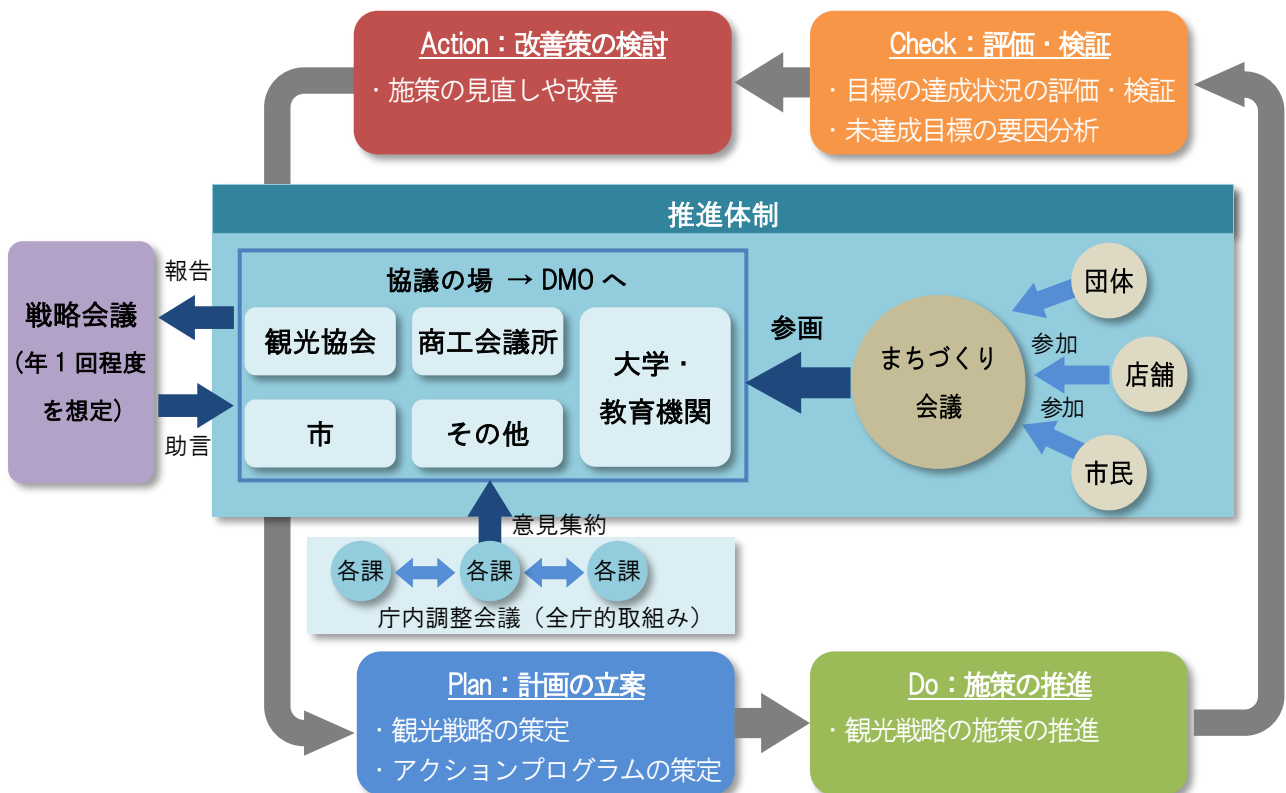 Action：改善策の検討
・施策の見直しや改善
Check：評価・検証
・目標の達成状況の評価・検証
・未達成目標の要因分析
推進体制
戦略会議
(年１回程度
を想定)
報告
助言
協議の場 → DMO へ
観光協会
商工会議所
大学・
教育機関
市
その他
参画
まちづくり
会議
団体
参加
店舗
参加
市民
意見集約
各課
各課
各課
庁内調整会議（全庁的取組み）
Plan：計画の立案
・観光戦略の策定
・アクションプログラムの策定
Do：施策の推進
・観光戦略の施策の推進